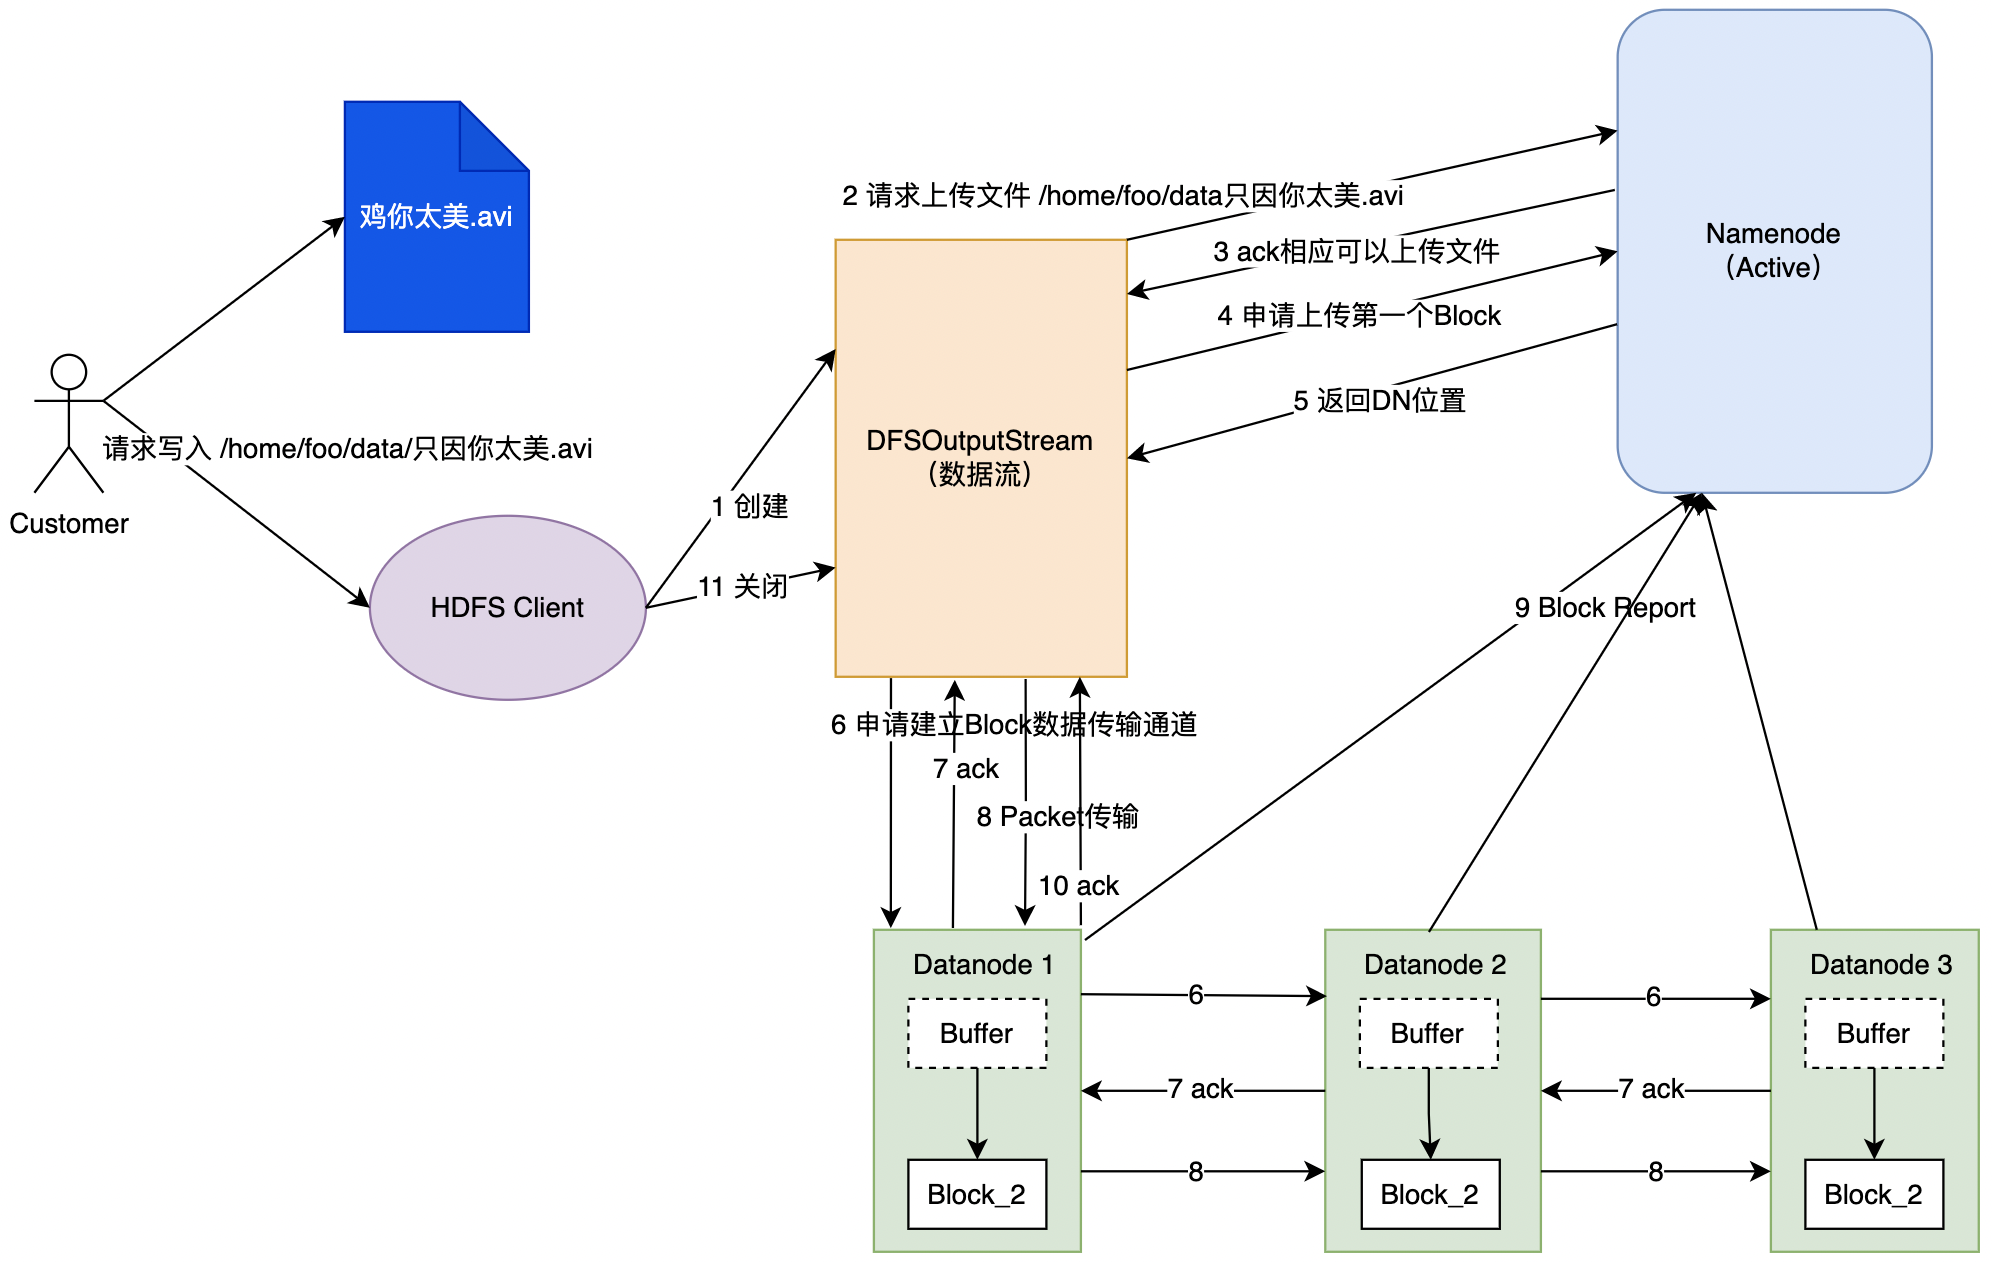 鸡你太美.avi
Customer
请求写入 /home/foo/data/只因你太美.avi
HDFS Client
1 创建
11 关闭
DFSOutputStream
（数据流）
2 请求上传文件 /home/foo/data只因你太美.avi
3 ack相应可以上传文件
4 申请上传第一个Block
5 返回DN位置
Namenode
（Active）
9 Block Report
6 申请建立Block数据传输通道
7 ack
8 Packet传输
10 ack
Datanode 1
Buffer
Block_2
6
7 ack
8
Datanode 2
Buffer
Block_2
6
7 ack
8
Datanode 3
Buffer
Block_2